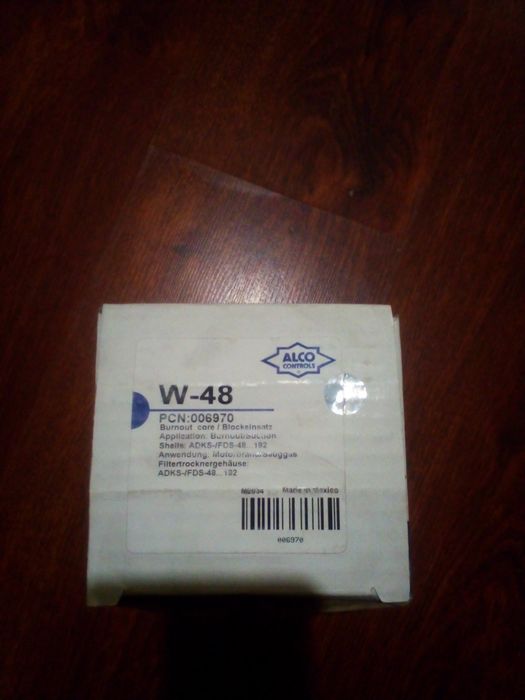 ALCO
CONTROLS
W-48
PCN:006970
Burnout core / Blockeinsatz
Application: Burnout/Suction
Shells: ADKS-/FDS-48...192
Anwendung: Motorbrand/Sauggas
Filtertrocknergehäuse:
ADKS-/FDS-48...192
Made in Mexico
006970